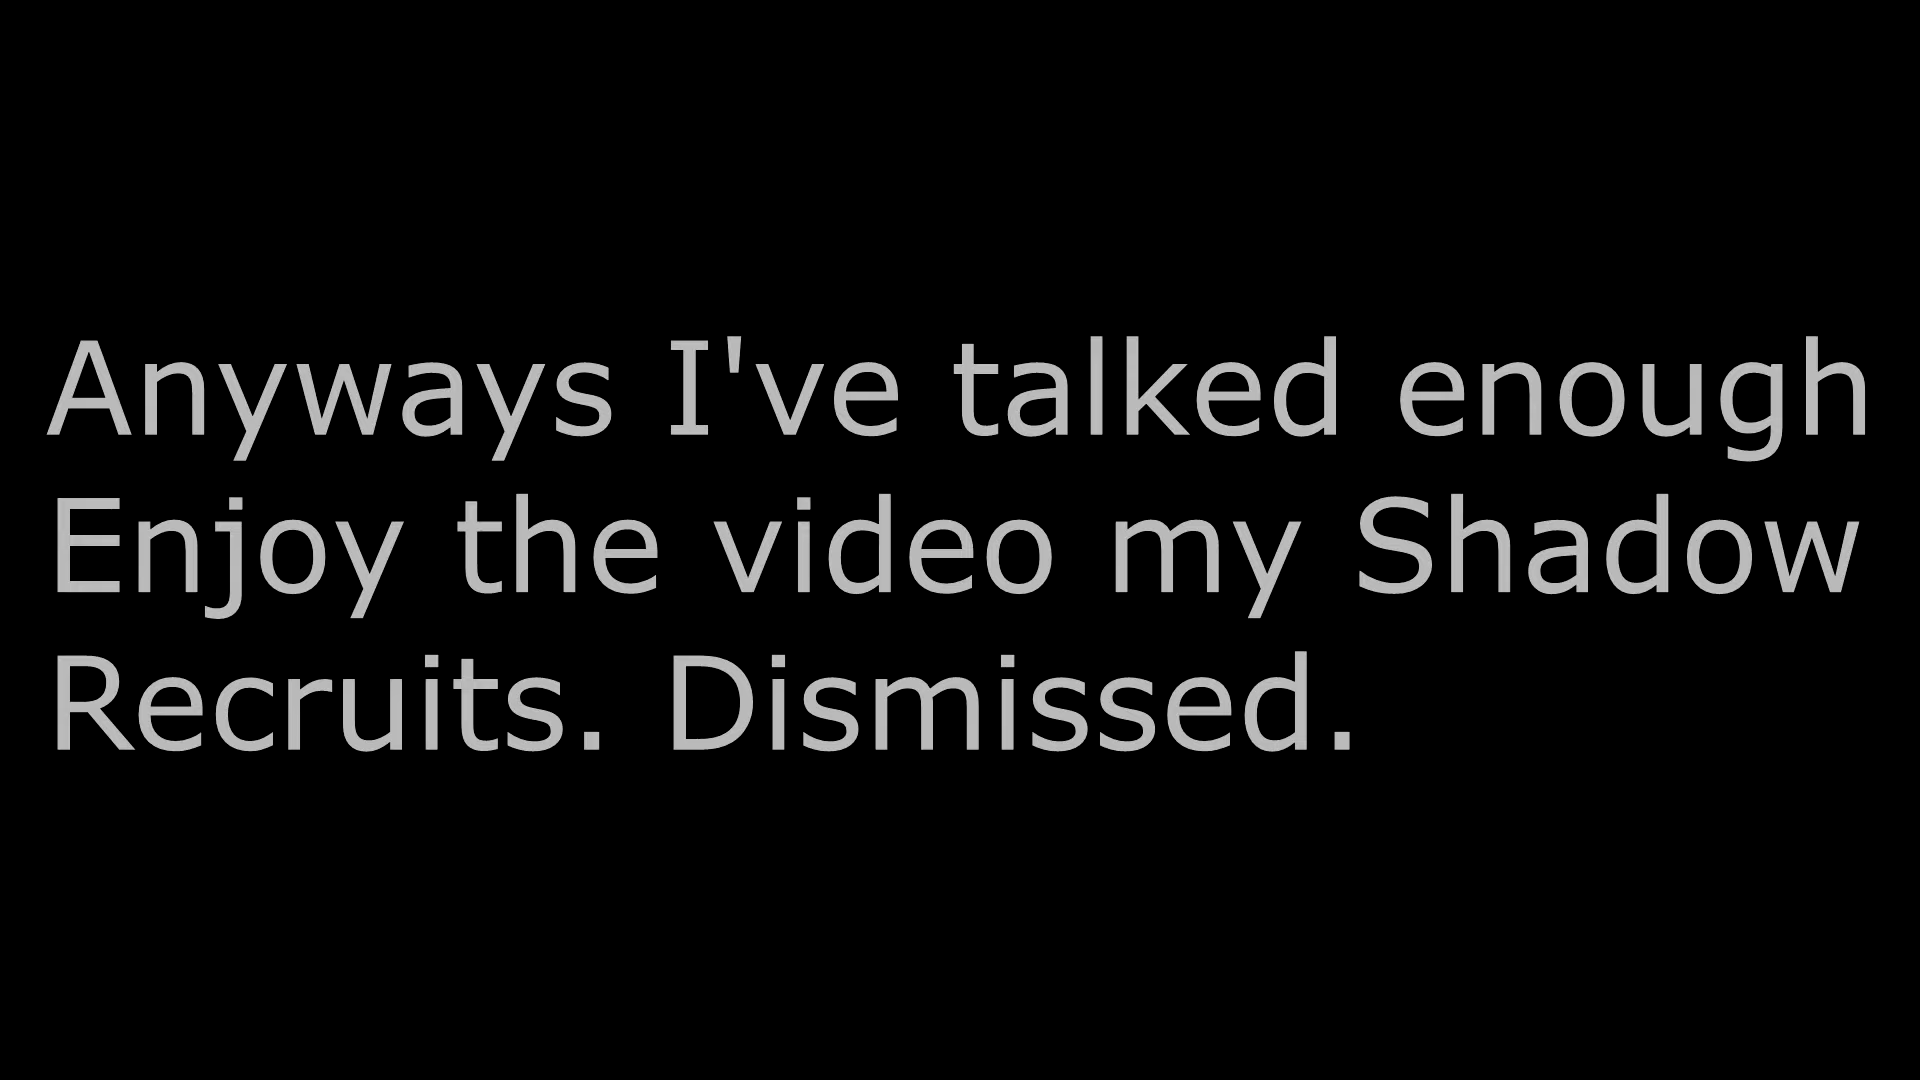 Anyways I've talked enough
Enjoy the video my Shadow
Recruits. Dismissed.